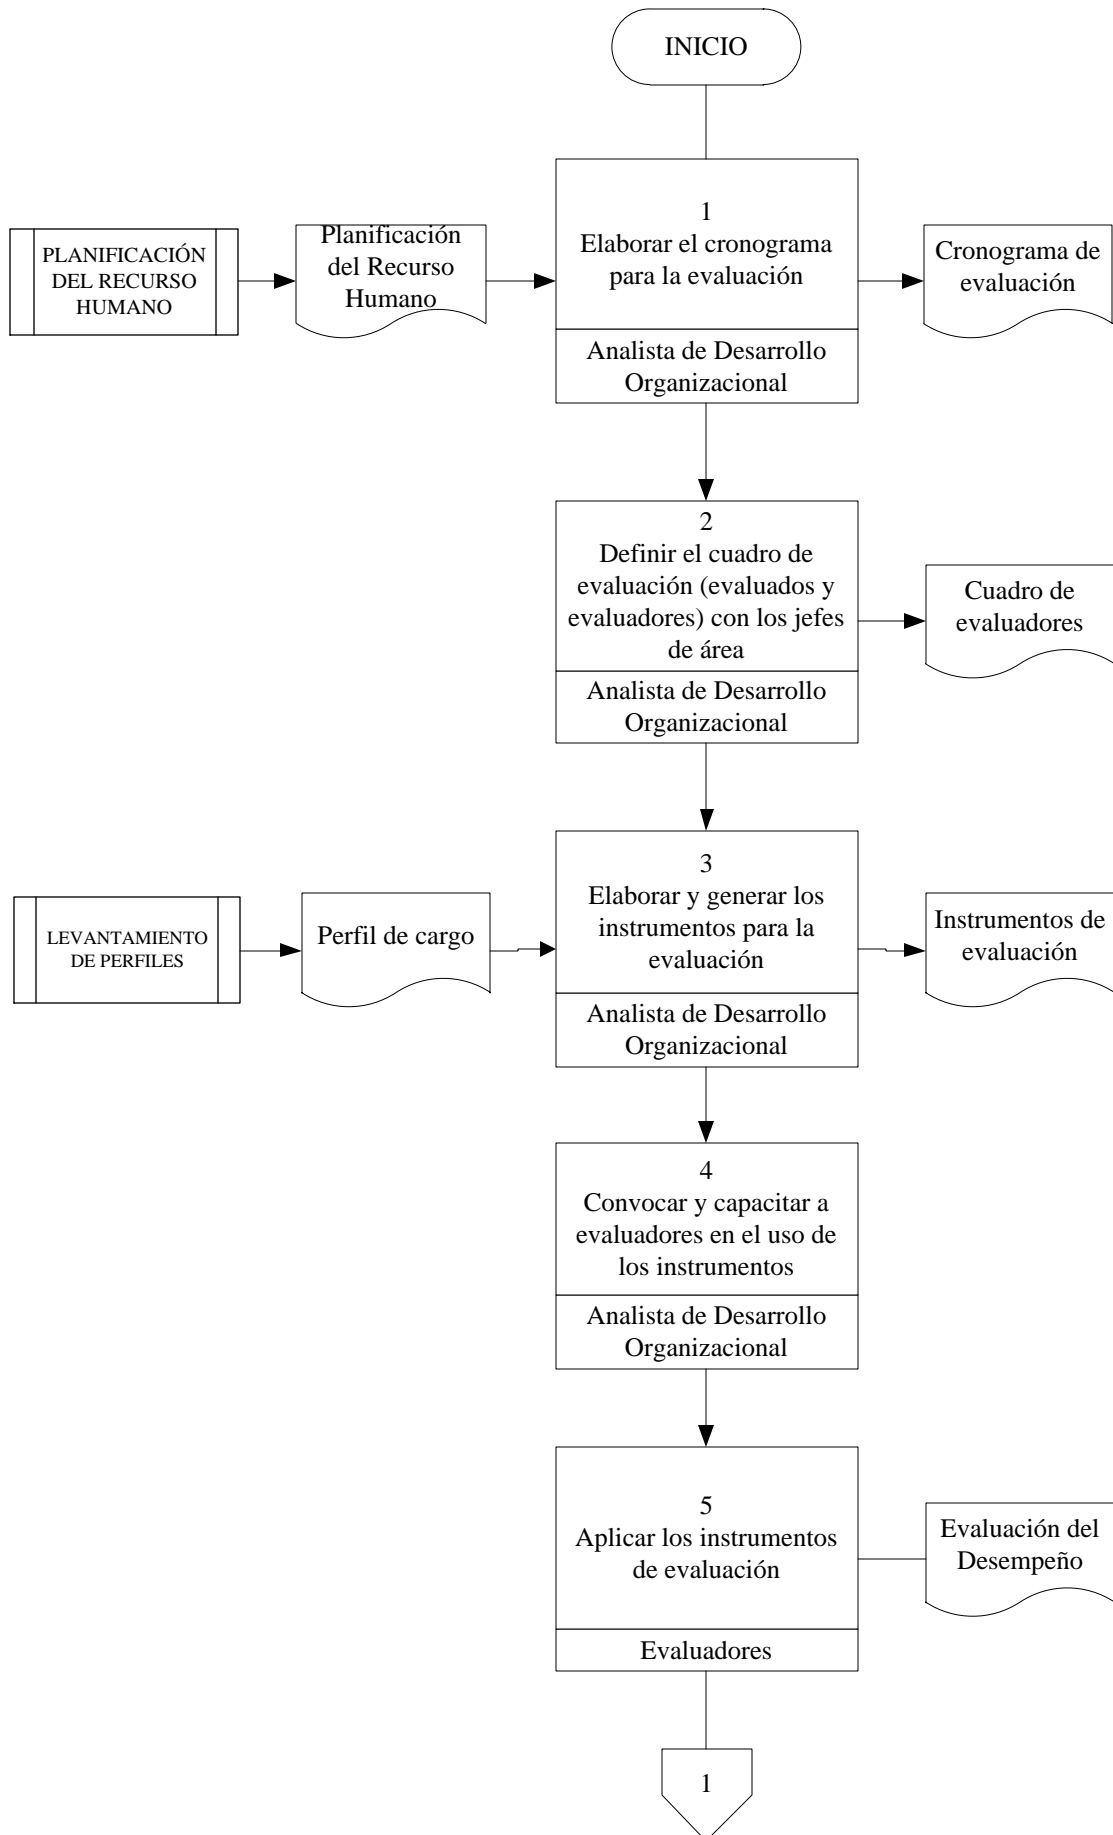 INICIO
1
Elaborar el cronograma
para la evaluación
Analista de Desarrollo
Organizacional
PLANIFICACIÓN
DEL RECURSO
HUMANO
Planificación
del Recurso
Humano
Cronograma de
evaluación
2
Definir el cuadro de
evaluación (evaluados y
evaluadores) con los jefes
de área
Analista de Desarrollo
Organizacional
Cuadro de
evaluadores
3
Elaborar y generar los
instrumentos para la
evaluación
Analista de Desarrollo
Organizacional
LEVANTAMIENTO
DE PERFILES
Perfil de cargo
Instrumentos de
evaluación
4
Convocar y capacitar a
evaluadores en el uso de
los instrumentos
Analista de Desarrollo
Organizacional
5
Aplicar los instrumentos
de evaluación
Evaluadores
Evaluación del
Desempeño
1